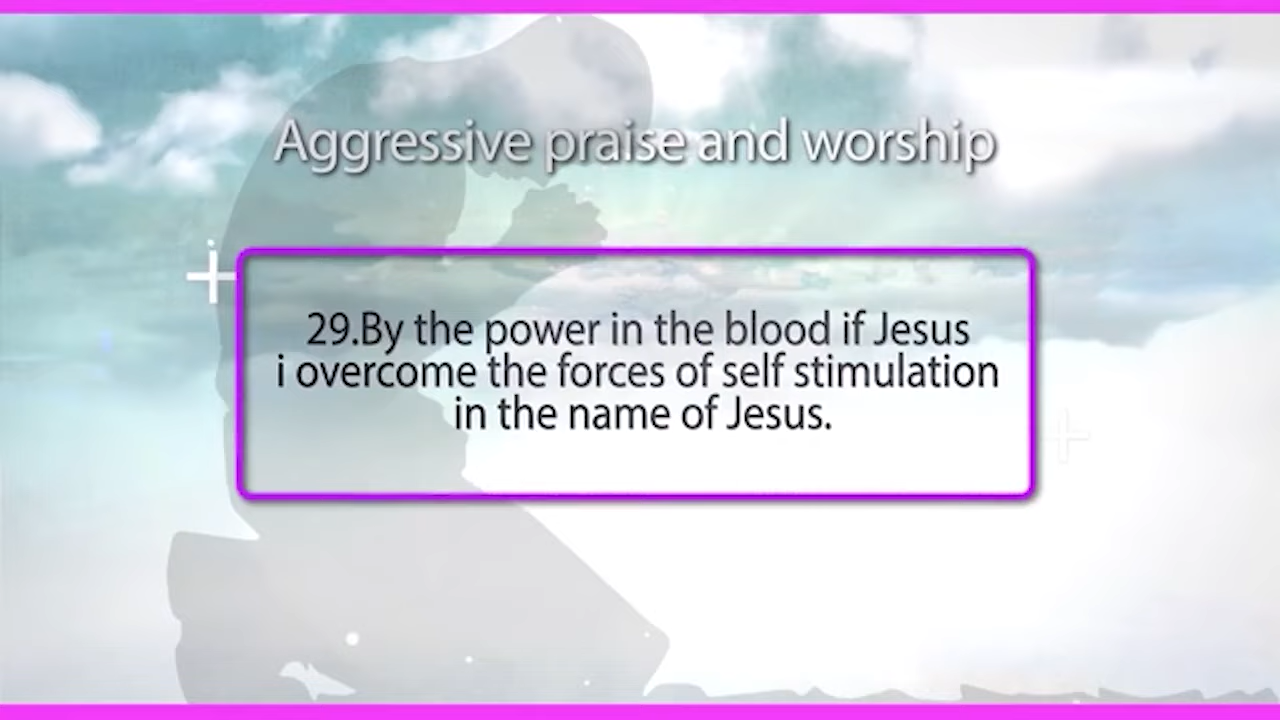 Aggressive praise and worship
29.By the power in the blood if Jesus
i overcome the forces of self stimulation
in the name of Jesus.